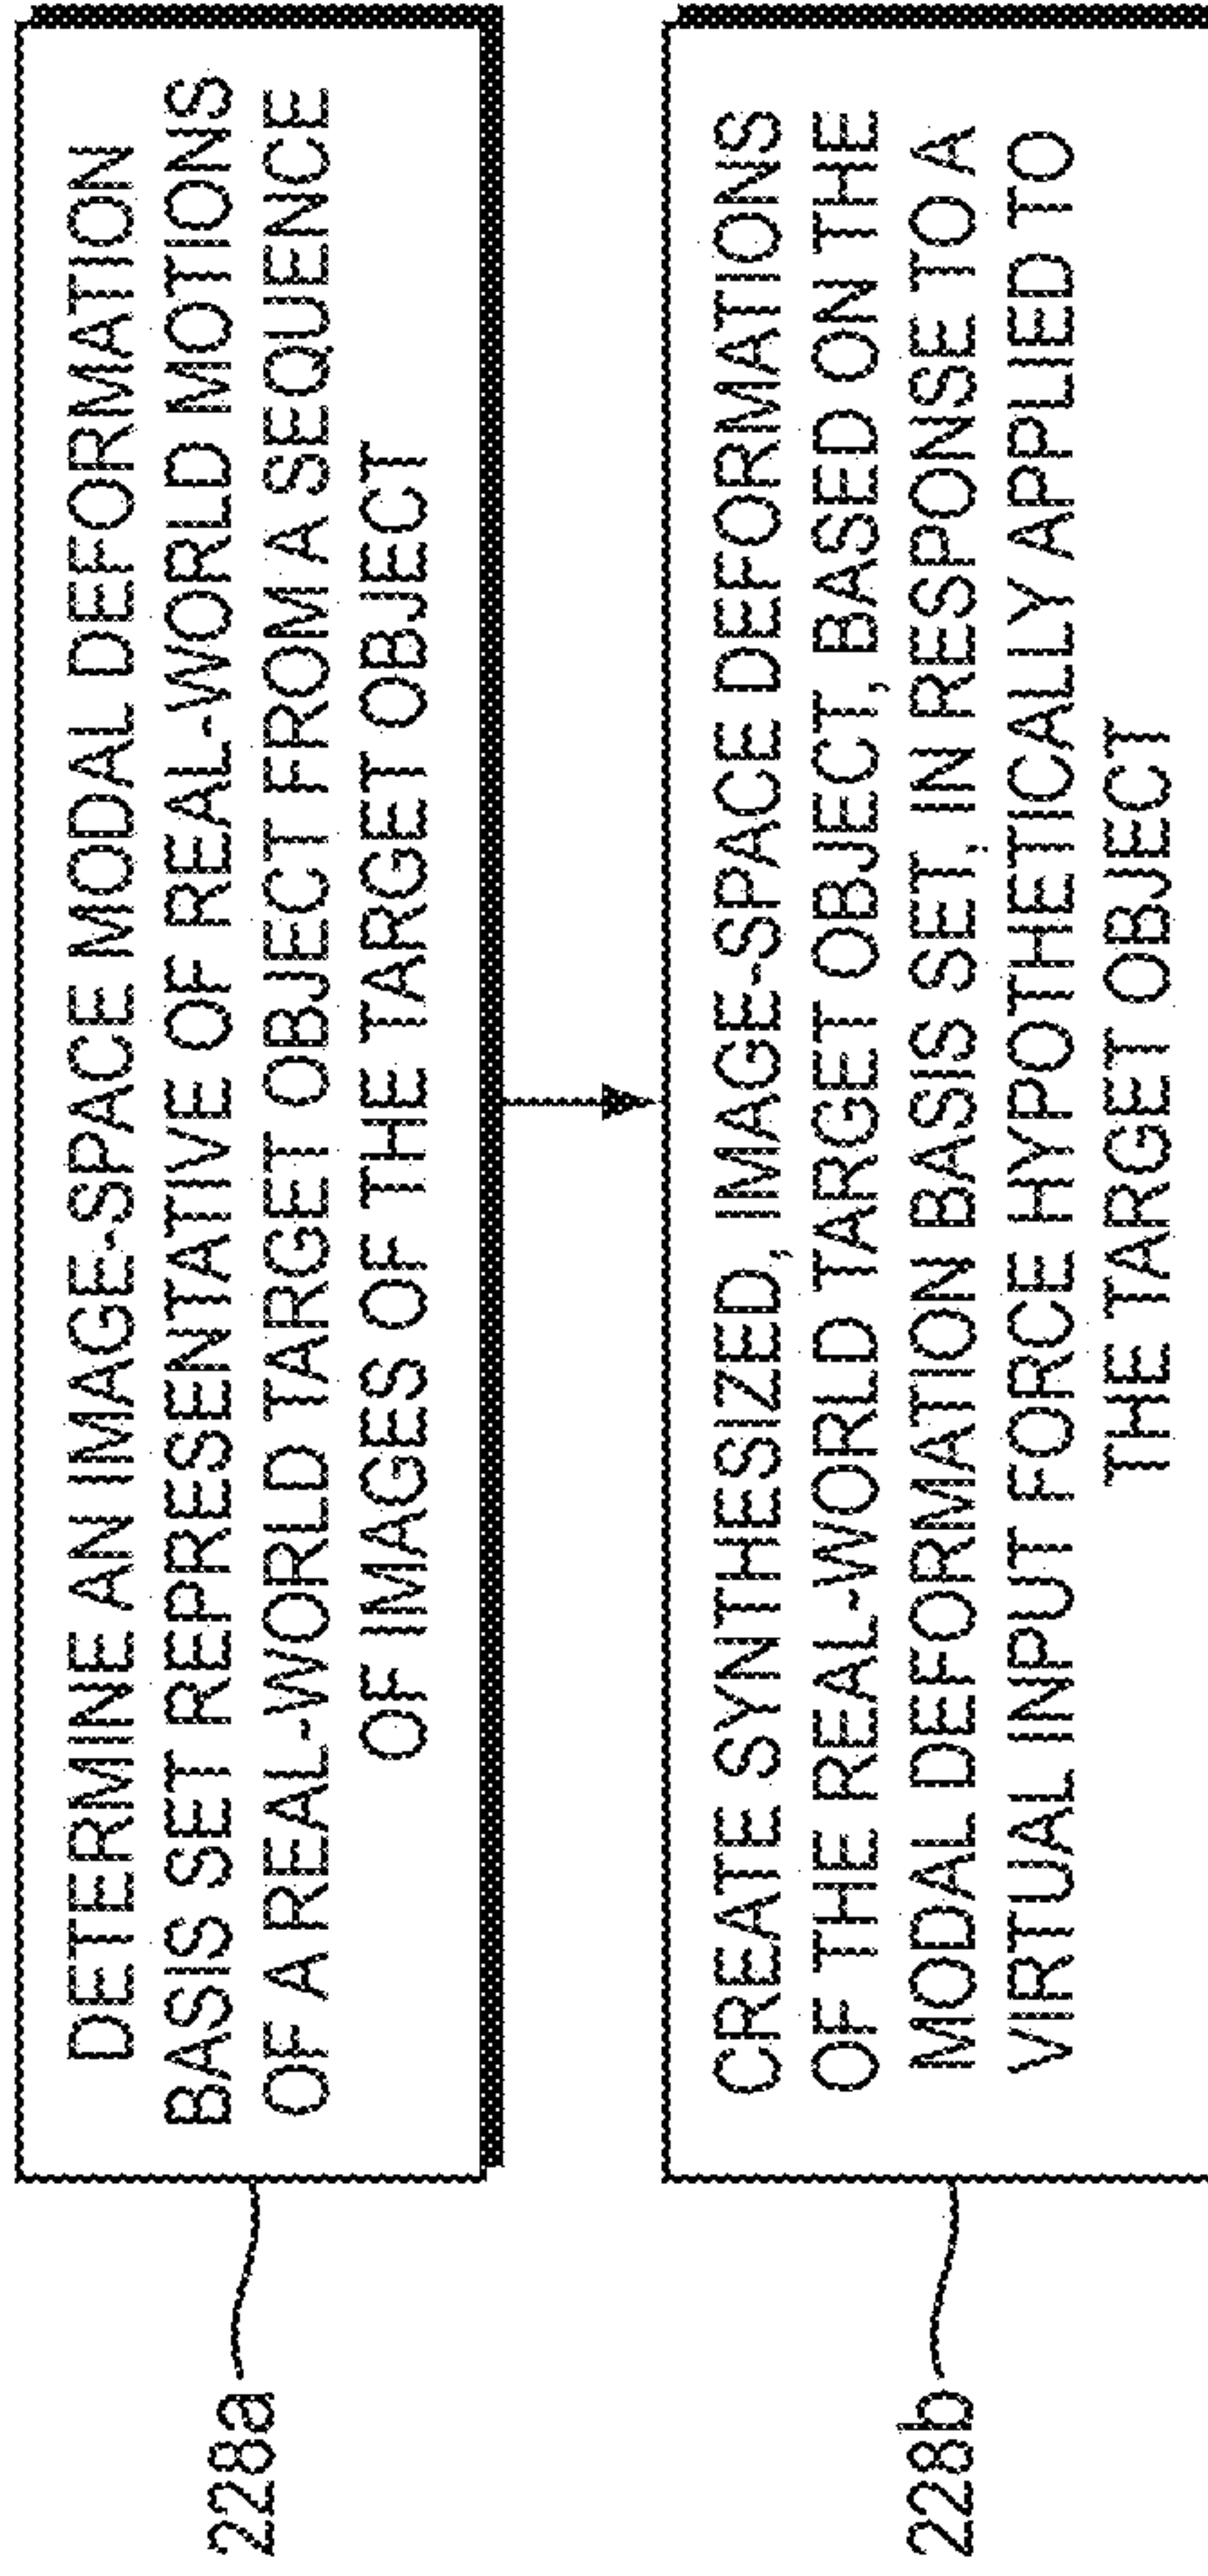 DETERMINE AN IMAGE-SPACE MODAL DEFORMATION
BASIS SET REPRESENTATIVE OF REAL-WORLD MOTIONS
OF A REAL-WORLD TARGET OBJECT FROM A SEQUENCE
OF IMAGES OF THE TARGET OBJECT
228a
CREATE SYNTHESIZED, IMAGE-SPACE DEFORMATIONS
OF THE REAL-WORLD TARGET OBJECT, BASED ON THE
MODAL DEFORMATION BASIS SET, IN RESPONSE TO A
VIRTUAL INPUT FORCE HYPOTHETICALLY APPLIED TO
THE TARGET OBJECT
228b